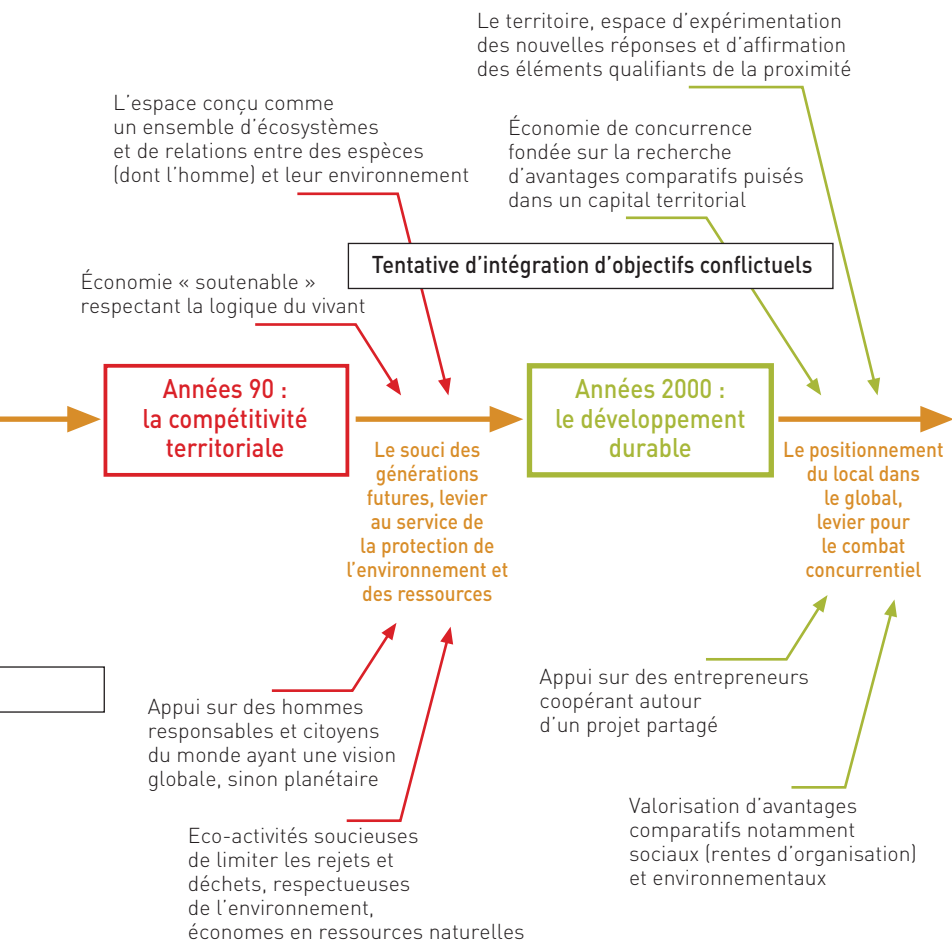 Le territoire, espace d'expérimentation
des nouvelles réponses et d'affirmation
des éléments qualifiants de la proximité
L'espace conçu comme
un ensemble d'écosystèmes
et de relations entre des espèces
(dont l'homme) et leur environnement
Économie de concurrence
fondée sur la recherche
d'avantages comparatifs puisés
dans un capital territorial
Tentative d'intégration d'objectifs conflictuels
Économie « soutenable »
respectant la logique du vivant
Années 90 :
la compétitivité
territoriale
Le souci des
générations
futures, levier
au service de
la protection de
l'environnement et
des ressources
Années 2000 :
le développement
durable
Le positionnement
du local dans
le global,
levier pour
le combat
concurrentiel
Appui sur des hommes
responsables et citoyens
du monde ayant une vision
globale, sinon planétaire
Appui sur des entrepreneurs
coopérant autour
d'un projet partagé
Eco-activités soucieuses
de limiter les rejets et
déchets, respectueuses
de l'environnement,
économes en ressources naturelles
Valorisation d'avantages
comparatifs notamment
sociaux (rentes d'organisation)
et environnementaux